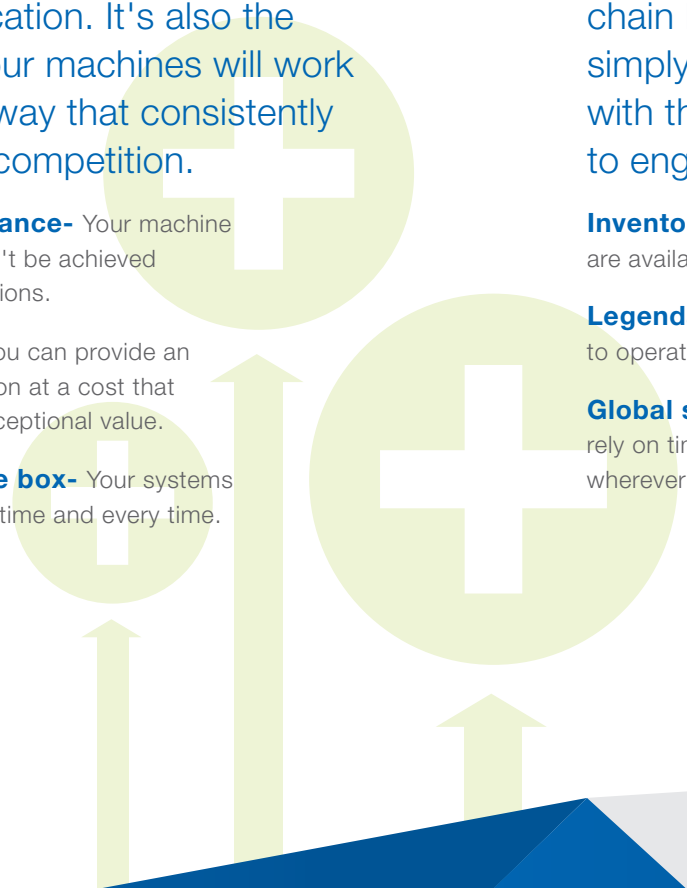 cation. It's also the
our machines will work
way that consistently
competition.
ance- Your machine
't be achieved
ions.
ou can provide an
on at a cost that
ceptional value.
e box- Your systems
time and every time.
chain
simply
with th
to eng
Invento
are availa
Legend
to operat
Global s
rely on tin
wherever